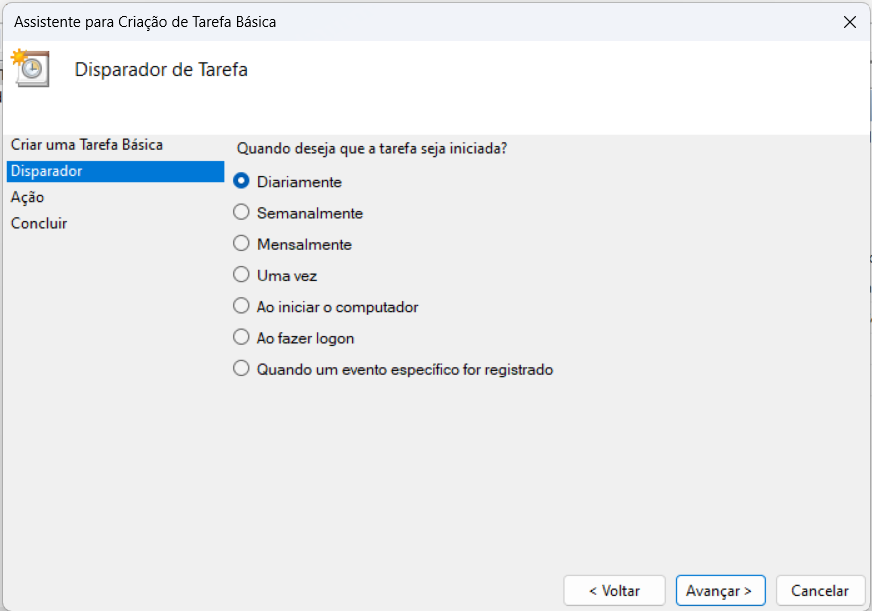 Assistente para Criação de Tarefa Básica
Disparador de Tarefa
Criar uma Tarefa Básica
Disparador
Ação
Concluir
Quando deseja que a tarefa seja iniciada?
Diariamente
Semanalmente
Mensalmente
Uma vez
Ao iniciar o computador
Ao fazer logon
Quando um evento específico for registrado
< Voltar
Avançar >
Cancelar